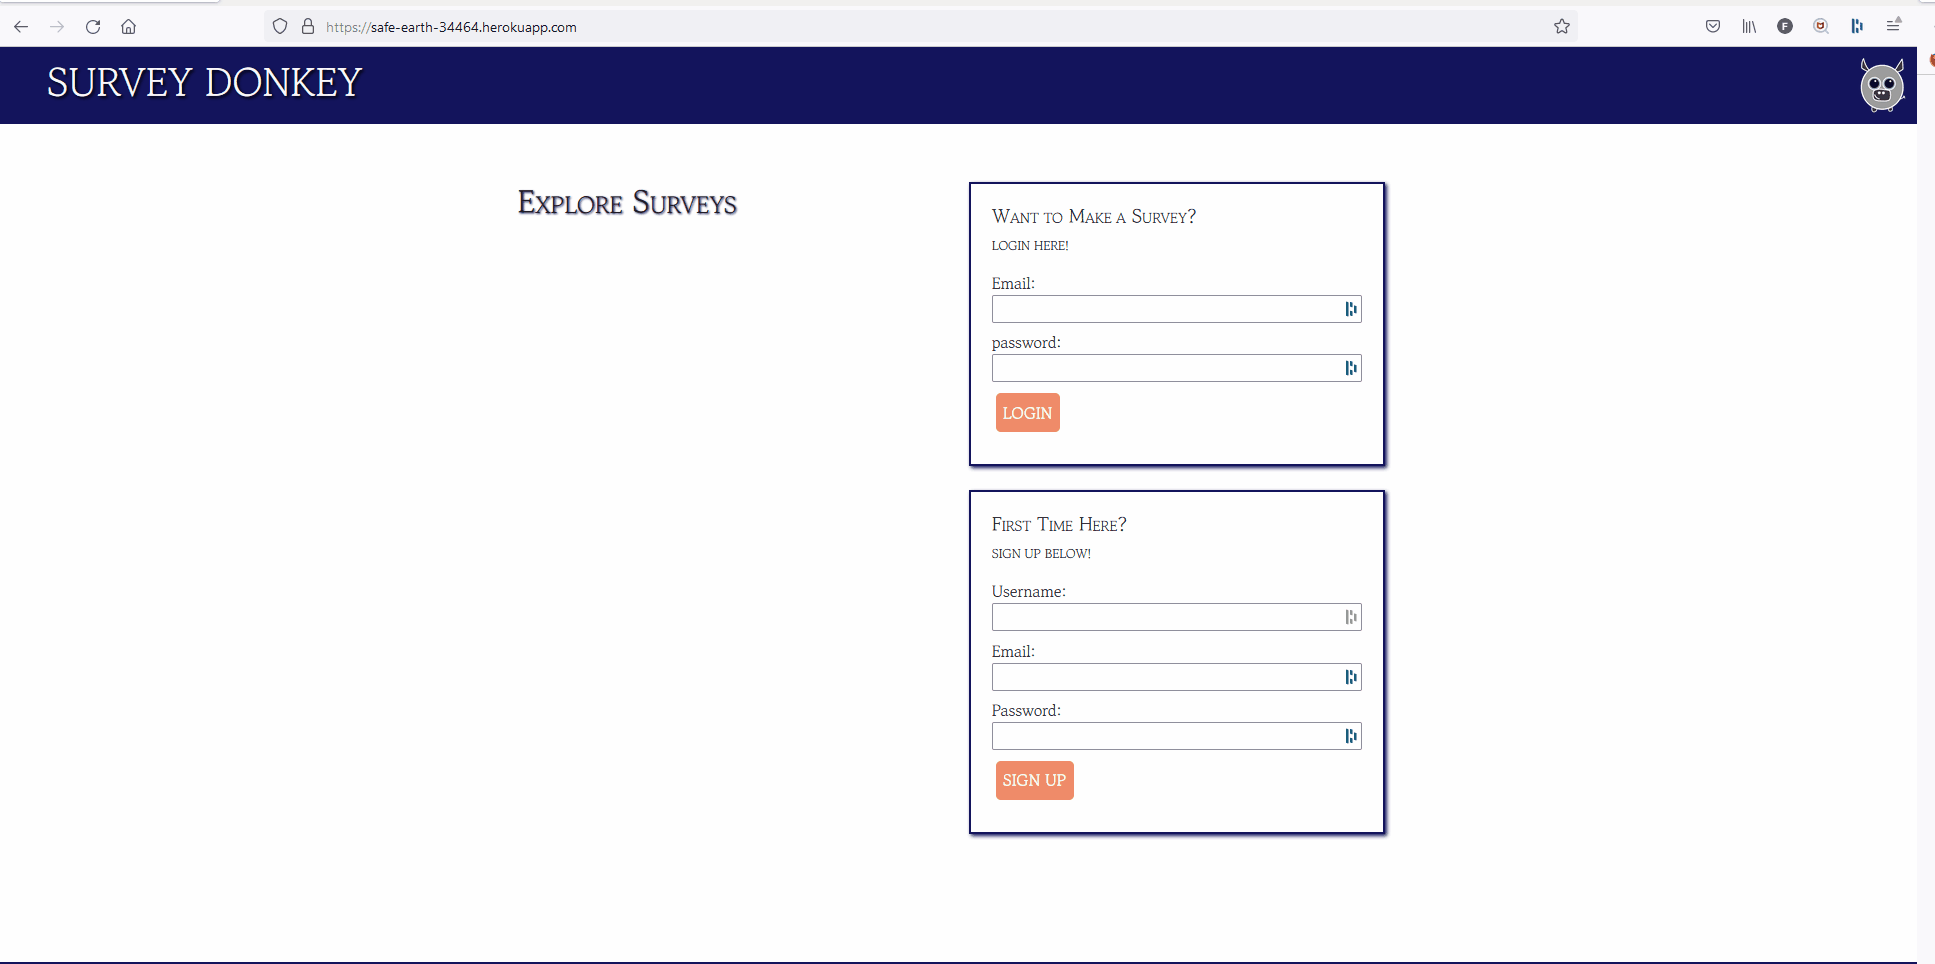 https://safe-earth-34464.herokuapp.com
SURVEY DONKEY
Explore Surveys
Want to Make a Survey?
LOGIN HERE!
Email:
password:
LOGIN
First Time Here?
SIGN UP BELOW!
Username:
Email:
Password:
SIGN UP